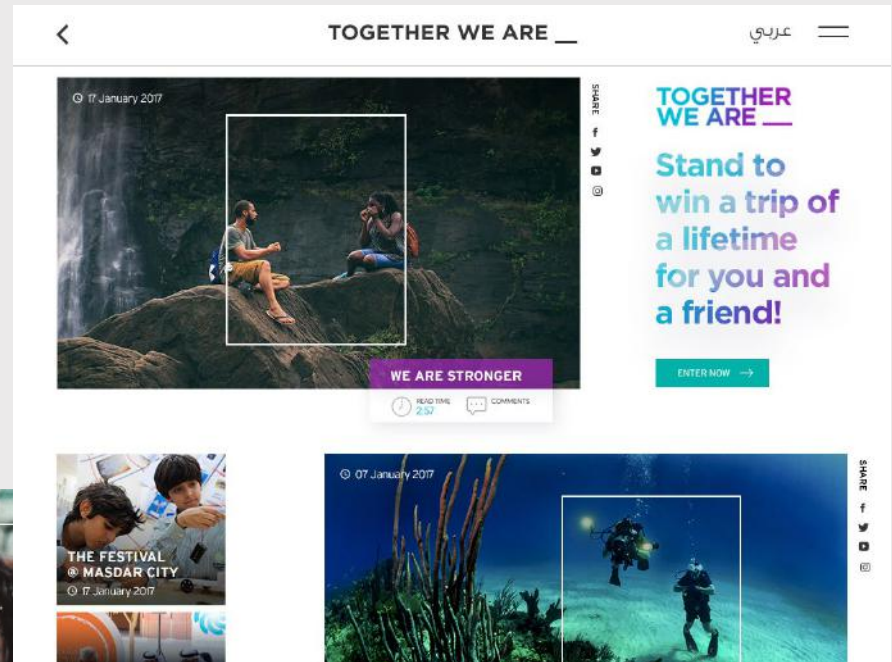 TOGETHER WE ARE __
عربي
17 January 2017
SHARE
TOGETHER
WE ARE __
Stand to
win a trip of
a lifetime
for you and
a friend!
ENTER NOW
WE ARE STRONGER
READ TIME
2:57
COMMENTS
THE FESTIVAL
@ MASDAR CITY
17 January 2017
07 January 2017
SHARE